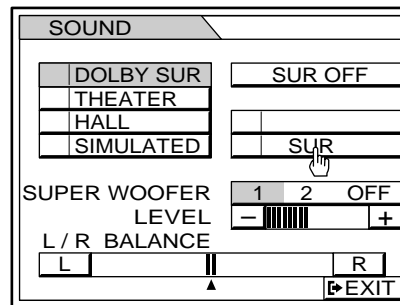 SOUND
DOLBY SUR SUR OFF
THEATER
HALL
SIMULATED SUR
SUPER WOOFER 1 2 OFF
LEVEL − +
L / R BALANCE
L R
EXIT